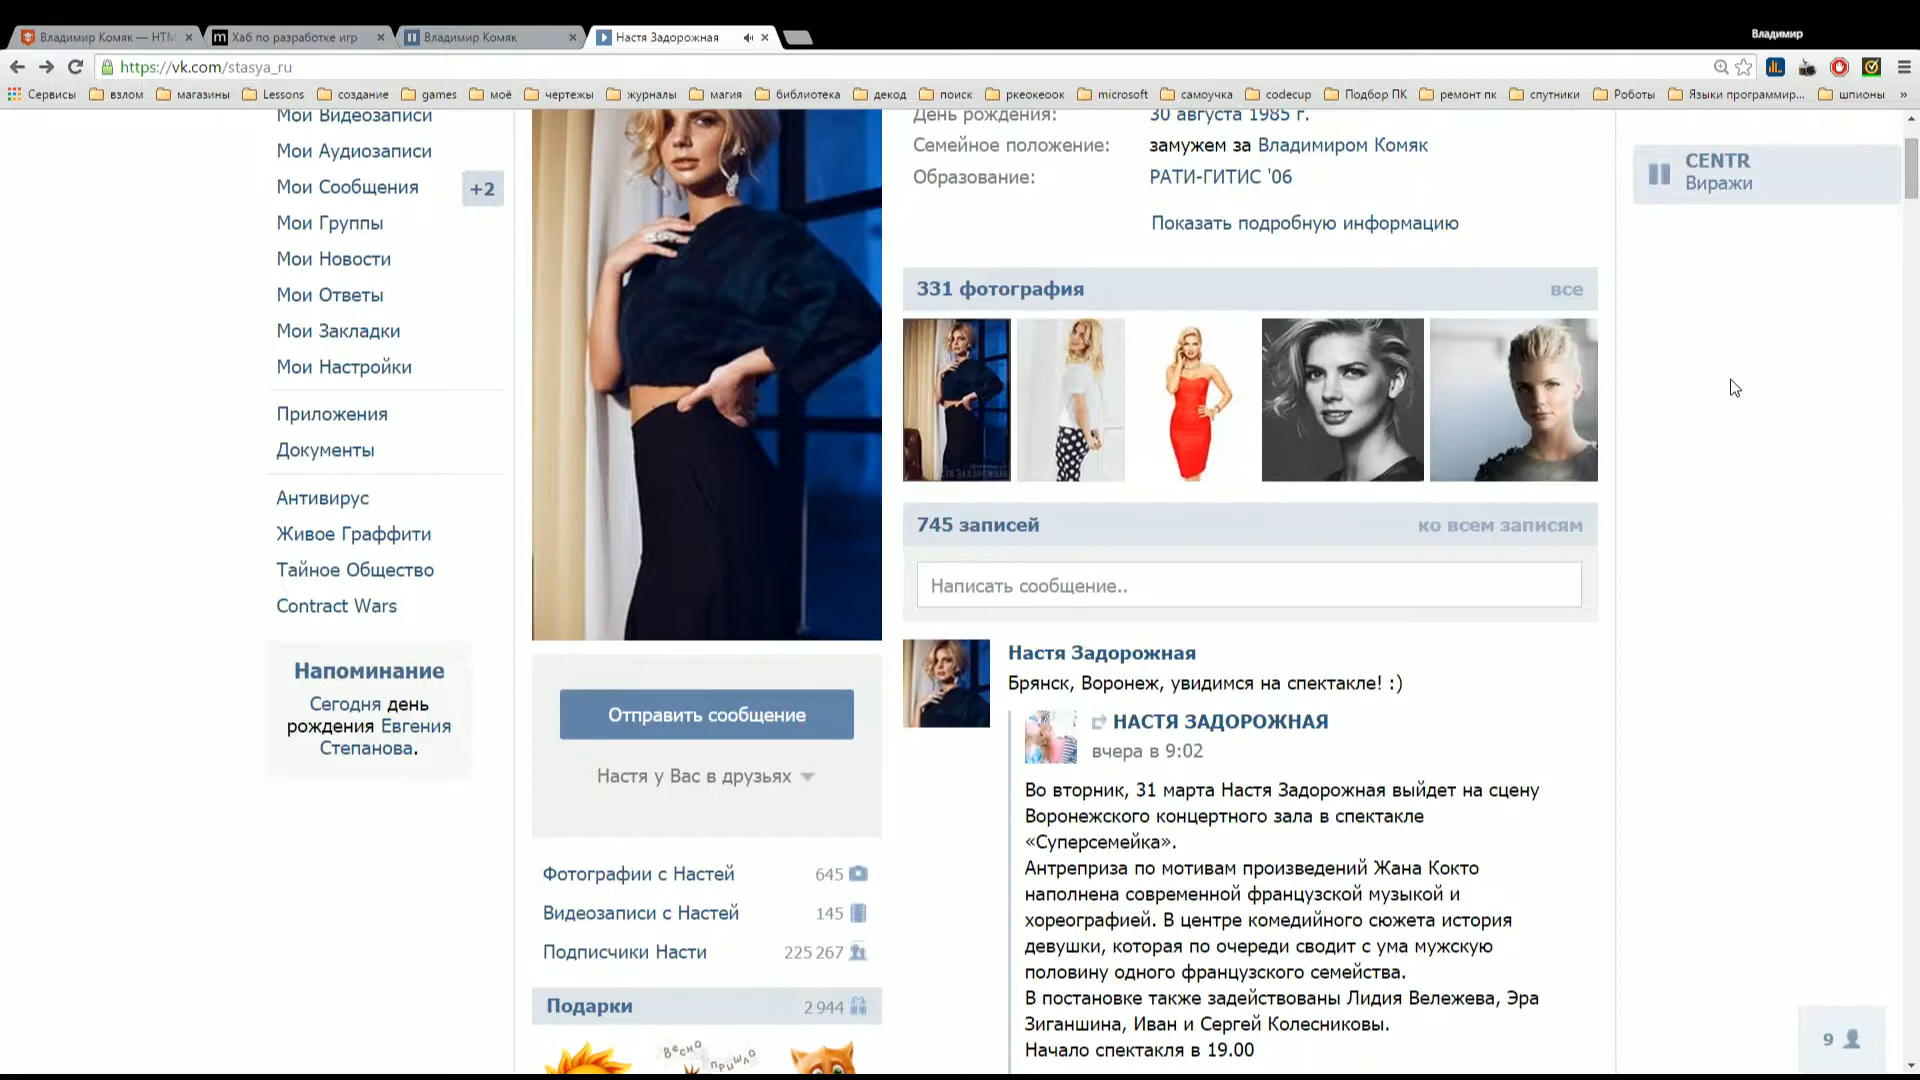 Владимир
Владимир Комяк — HTM
Хаб по разработке игр
Владимир Комяк
Настя Задорожная
https://vk.com/stasya_ru
Сервисы
взлом
магазины
Lessons
создание
games
моё
чертежы
журналы
магия
библиотека
декод
поиск
ркеокеоок
microsoft
самоучка
codecup
Подбор ПК
ремонт пк
спутники
Роботы
Языки программир...
шпионы
»
Мои Видеозаписи
Мои Аудиозаписи
Мои Сообщения
+2
Мои Группы
Мои Новости
Мои Ответы
Мои Закладки
Мои Настройки
Приложения
Документы
Антивирус
Живое Граффити
Тайное Общество
Contract Wars
Напоминание
Сегодня день
рождения Евгения
Степанова.
Отправить сообщение
Настя у Вас в друзьях
Фотографии с Настей 645
Видеозаписи с Настей 145
Подписчики Насти 225 267
Подарки 2 944
Весна
пришла
День рождения: 30 августа 1985 г.
Семейное положение: замужем за Владимиром Комяк
Образование: РАТИ-ГИТИС '06
Показать подробную информацию
331 фотография все
745 записей ко всем записям
Написать сообщение..
Настя Задорожная
Брянск, Воронеж, увидимся на спектакле! :)
НАСТЯ ЗАДОРОЖНАЯ
вчера в 9:02
Во вторник, 31 марта Настя Задорожная выйдет на сцену
Воронежского концертного зала в спектакле
«Суперсемейка».
Антреприза по мотивам произведений Жана Кокто
наполнена современной французской музыкой и
хореографией. В центре комедийного сюжета история
девушки, которая по очереди сводит с ума мужскую
половину одного французского семейства.
В постановке также задействованы Лидия Вележева, Эра
Зиганшина, Иван и Сергей Колесниковы.
Начало спектакля в 19.00
CENTR
Виражи
9